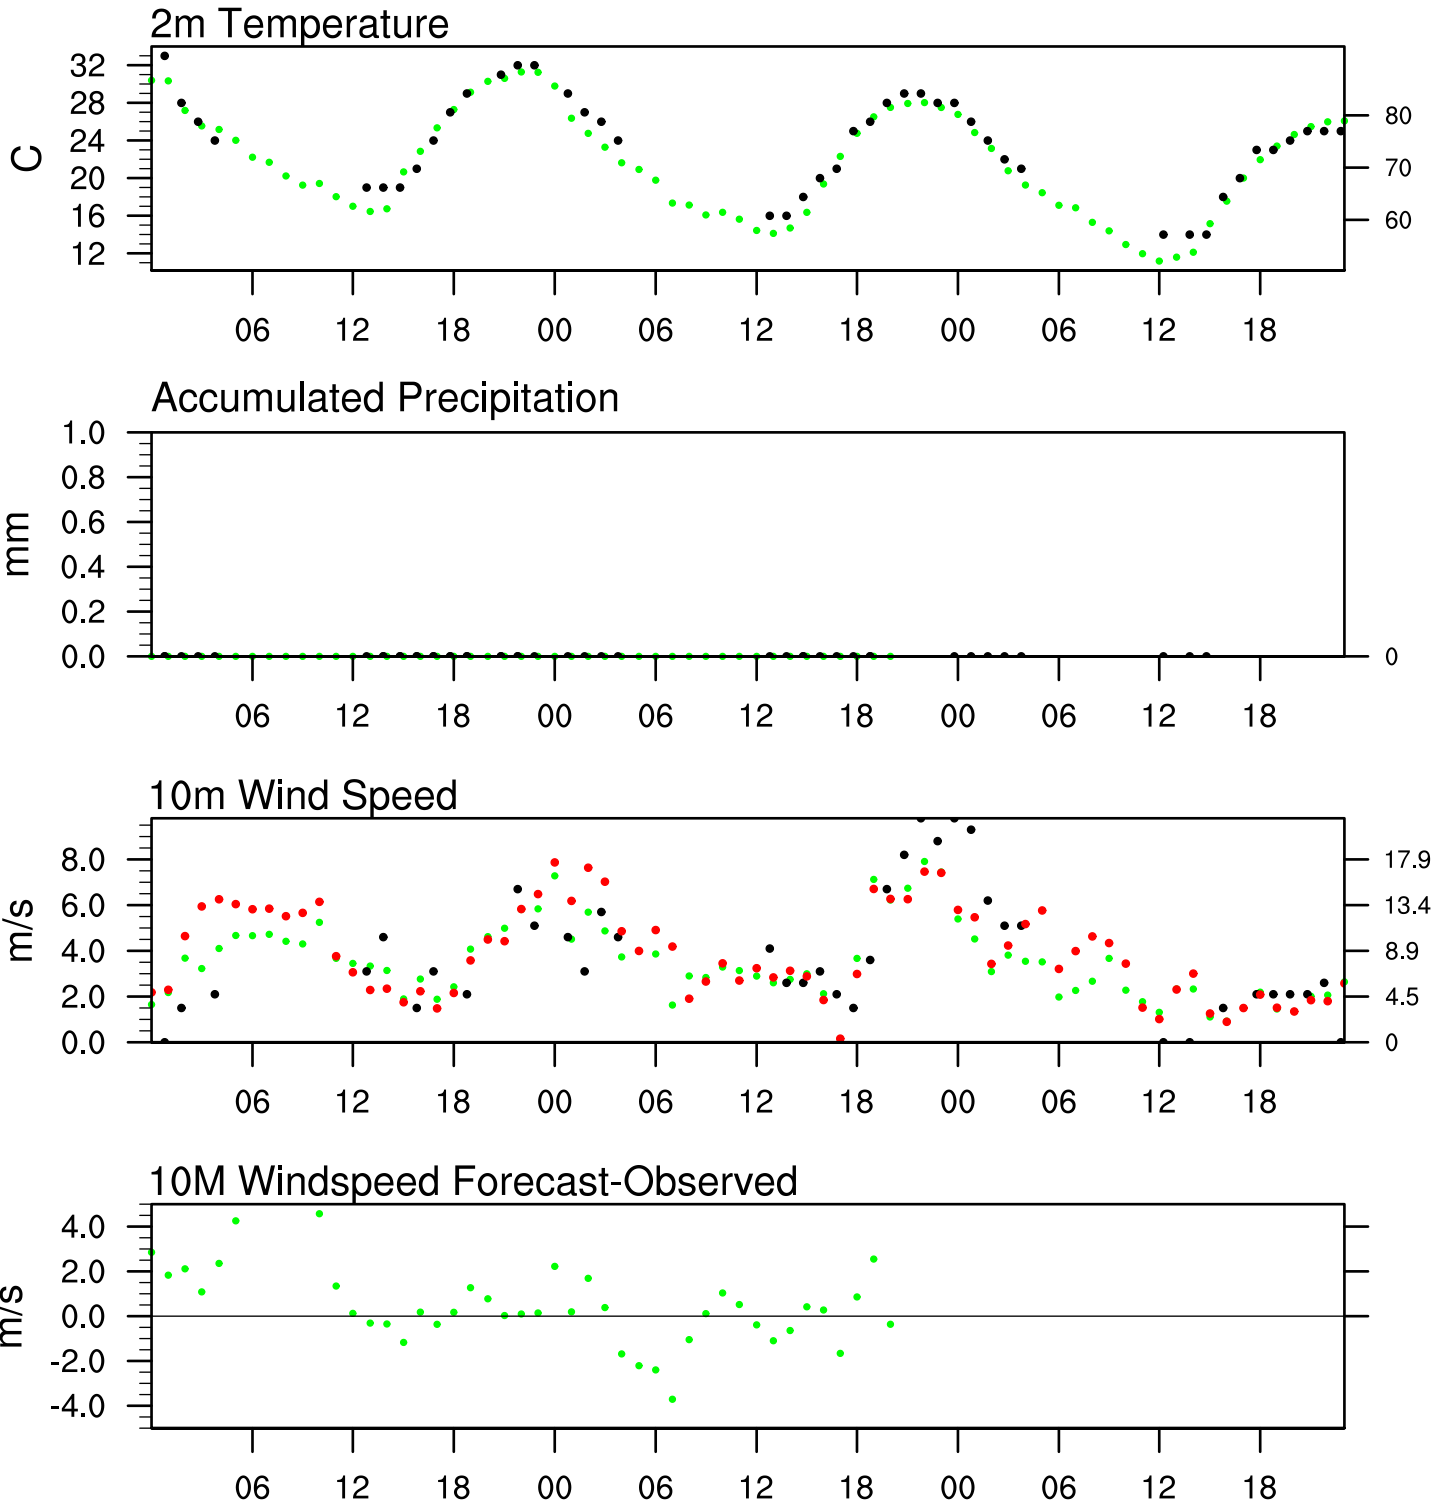 2m Temperature
32
28
24
20
16
12
C
80
70
60
06 12 18 00 06 12 18 00 06 12 18
Accumulated Precipitation
1.0
0.8
0.6
0.4
0.2
0.0
mm
0
06 12 18 00 06 12 18 00 06 12 18
10m Wind Speed
8.0
6.0
4.0
2.0
0.0
m/s
17.9
13.4
8.9
4.5
0
06 12 18 00 06 12 18 00 06 12 18
10M Windspeed Forecast-Observed
4.0
2.0
0.0
-2.0
-4.0
m/s
06 12 18 00 06 12 18 00 06 12 18